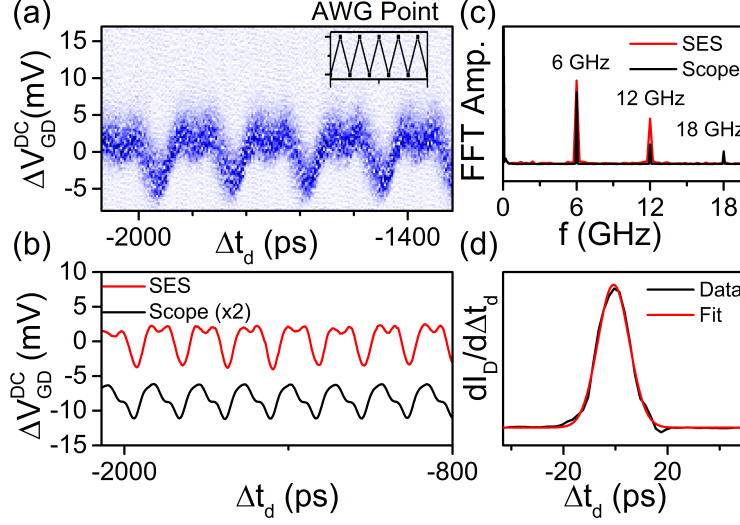 (a)
AWG Point
ΔV_GD^DC (mV)
15
10
5
0
-5
-2000
-1400
Δt_d (ps)
(b)
10
5
0
-5
-10
-15
ΔV_GD^DC (mV)
SES
Scope (x2)
-2000
-800
Δt_d (ps)
(c)
FFT Amp.
SES
Scope
6 GHz
12 GHz
18 GHz
0
6
12
18
f (GHz)
(d)
dI_D/dΔt_d
Data
Fit
-20
20
Δt_d (ps)